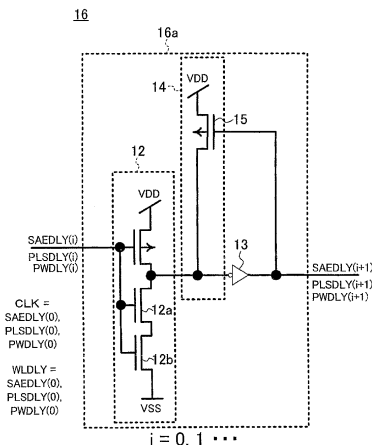 16
16a
14
VDD
15
12
VDD
13
SAEDLY(i)
PLSDLY(i)
PWDLY(i)
SAEDLY(i+1)
PLSDLY(i+1)
PWDLY(i+1)
12a
CLK =
SAEDLY(0),
PLSDLY(0),
PWDLY(0)
12b
WLDLY =
SAEDLY(0),
PLSDLY(0),
PWDLY(0)
VSS
i = 0, 1 ･･･